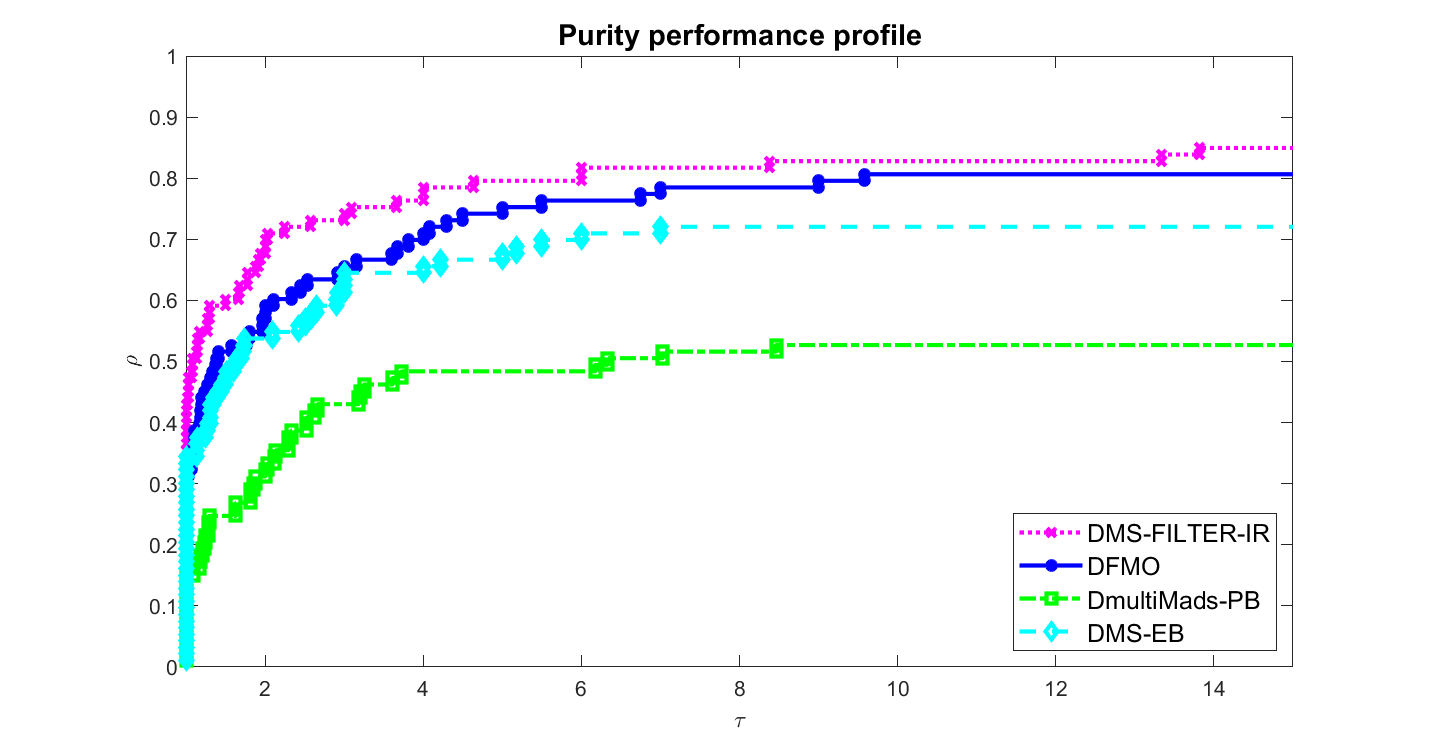 Purity performance profile
1
0.9
0.8
0.7
0.6
0.5
0.4
0.3
0.2
0.1
0
ρ
2 4 6 8 10 12 14
τ
DMS-FILTER-IR
DFMO
DmultiMads-PB
DMS-EB